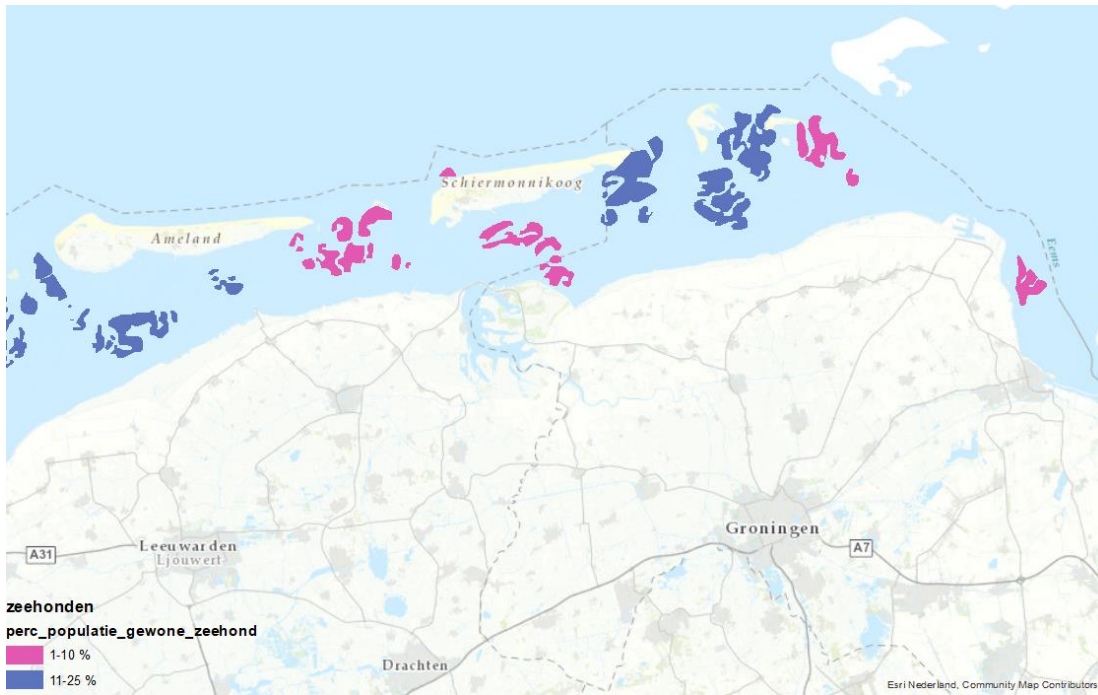 Schiermonnikoog
Ameland
Eems
Groningen
A31
Leeuwarden
Ljouwert
A7
zeehonden
perc_populatie_gewone_zeehond
1-10 %
11-25 %
Drachten
Esri Nederland, Community Map Contributors